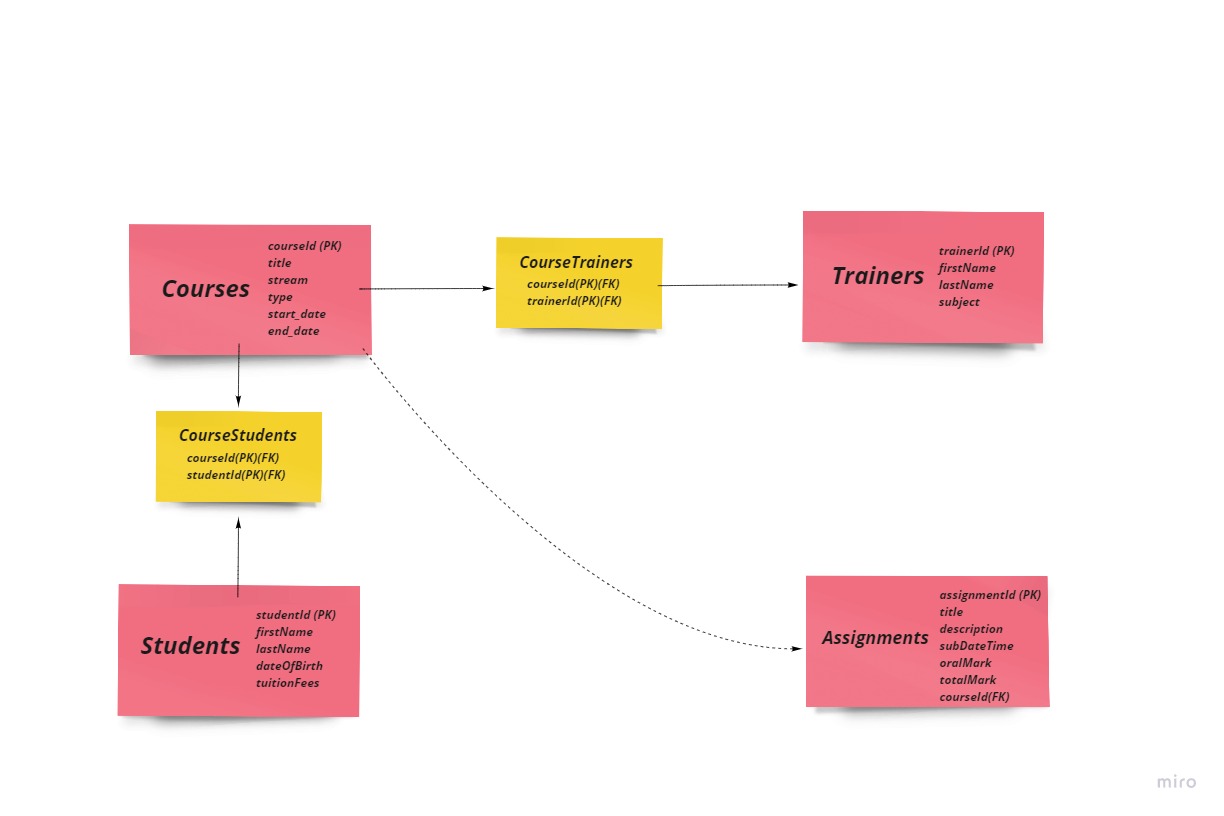 Courses
courseId (PK)
title
stream
type
start_date
end_date
CourseTrainers
courseId(PK)(FK)
trainerId(PK)(FK)
Trainers
trainerId (PK)
firstName
lastName
subject
CourseStudents
courseId(PK)(FK)
studentId(PK)(FK)
Students
studentId (PK)
firstName
lastName
dateOfBirth
tuitionFees
Assignments
assignmentId (PK)
title
description
subDateTime
oralMark
totalMark
courseId(FK)
miro